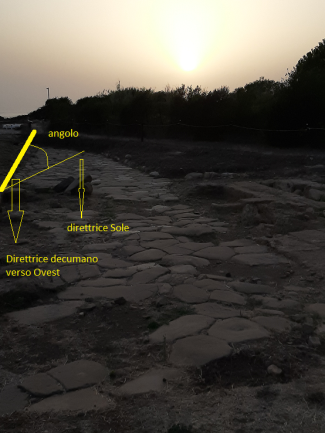 angolo
direttrice Sole
Direttrice decumano
verso Ovest